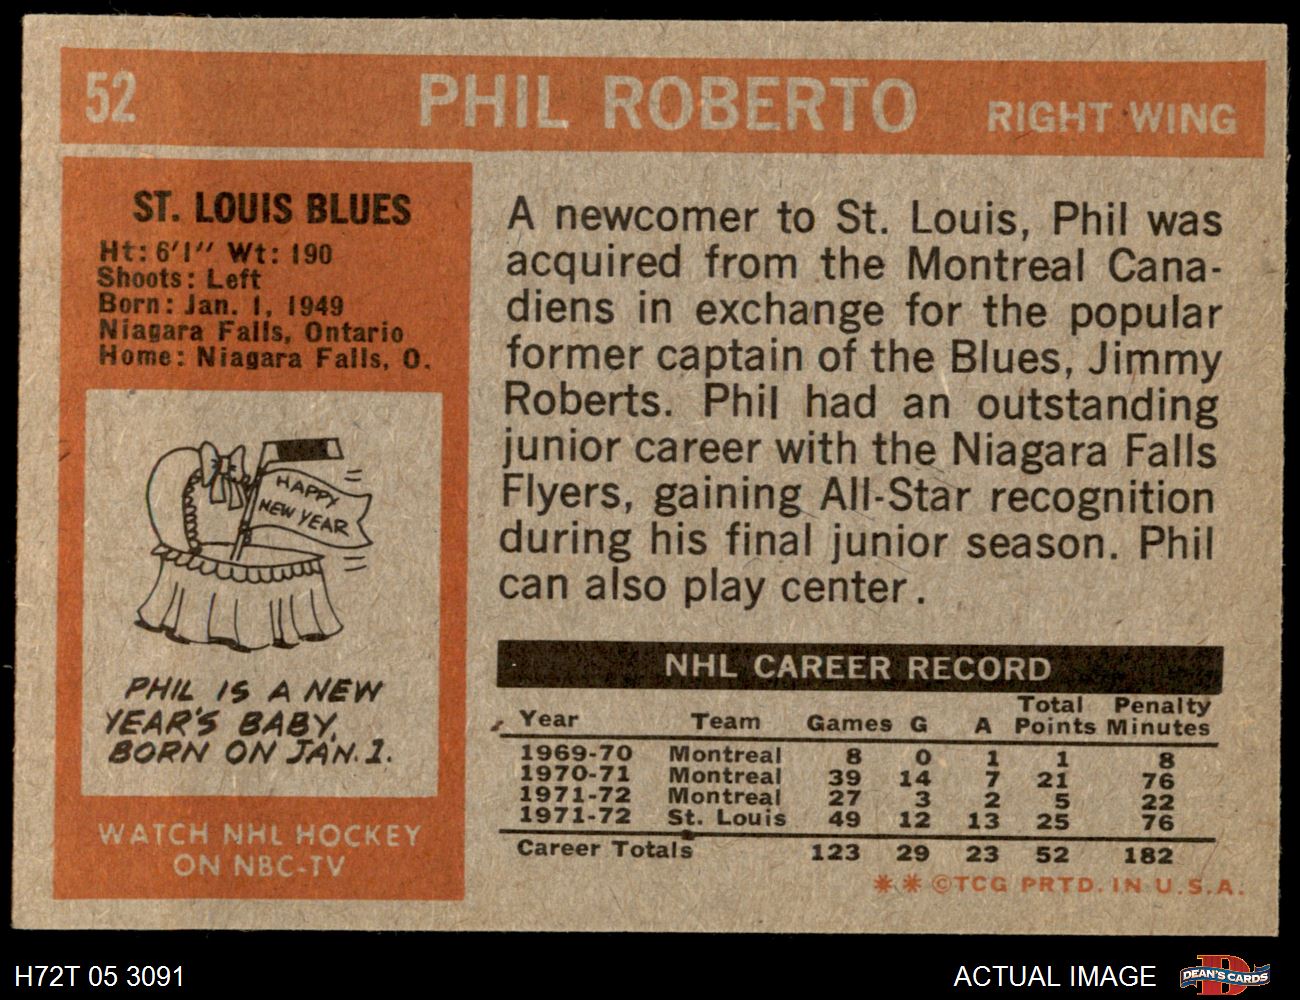 52 PHIL ROBERTO RIGHT WING
ST. LOUIS BLUES
Ht: 6'1" Wt: 190
Shoots: Left
Born: Jan. 1, 1949
Niagara Falls, Ontario
Home: Niagara Falls, O.
HAPPY
NEW YEAR
PHIL IS A NEW
YEAR'S BABY,
BORN ON JAN. 1.
WATCH NHL HOCKEY
ON NBC-TV
A newcomer to St. Louis, Phil was
acquired from the Montreal Cana-
diens in exchange for the popular
former captain of the Blues, Jimmy
Roberts. Phil had an outstanding
junior career with the Niagara Falls
Flyers, gaining All-Star recognition
during his final junior season. Phil
can also play center.
NHL CAREER RECORD
Year Team Games G A Total Points Penalty Minutes
1969-70 Montreal 8 0 1 1 8
1970-71 Montreal 39 14 7 21 76
1971-72 Montreal 27 3 2 5 22
1971-72 St. Louis 49 12 13 25 76
Career Totals 123 29 23 52 182
** ©TCG PRTD. IN U.S.A.
H72T 05 3091 ACTUAL IMAGE DEAN'S CARDS